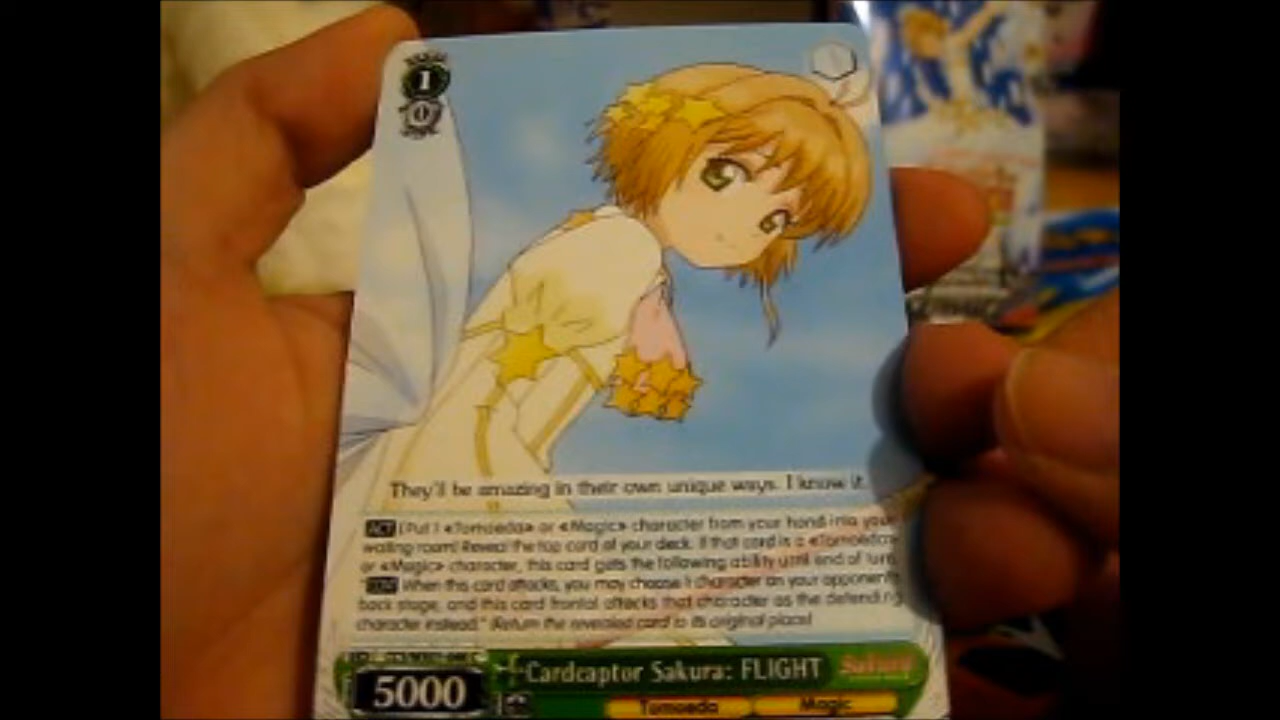 1
0
They'll be amazing in their own unique ways. I know it.
ACT [Put 1 «Tomoeda» or «Magic» character from your hand into your
waiting room] Reveal the top card of your deck. If that card is a «Tomoeda»
or «Magic» character, this card gets the following ability until end of turn.
"CONT When this card attacks, you may choose 1 character on your opponent's
back stage, and this card frontal attacks that character as the defending
character instead." (Return the revealed card to its original place)
Cardcaptor Sakura: FLIGHT
Sakura
5000
Tomoeda Magic